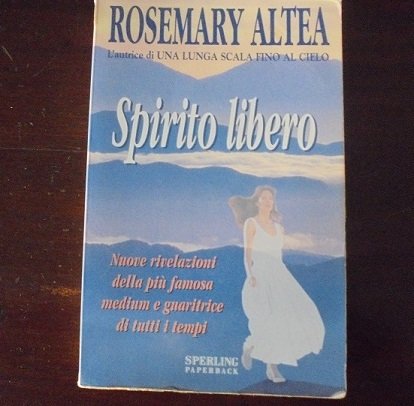 ROSEMARY ALTEA
L'autrice di UNA LUNGA SCALA FINO AL CIELO
Spirito libero
Nuove rivelazioni
della più famosa
medium e guaritrice
di tutti i tempi
SPERLING
PAPERBACK